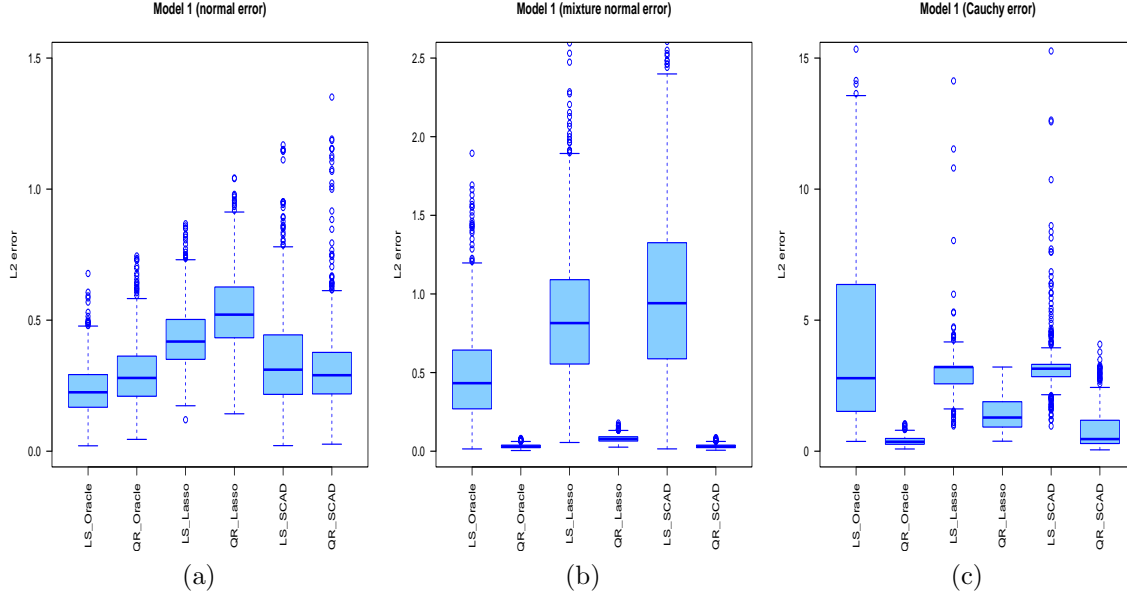 Model 1 (normal error)
L2 error
1.5
1.0
0.5
0.0
LS_Oracle
QR_Oracle
LS_Lasso
QR_Lasso
LS_SCAD
QR_SCAD
(a)
Model 1 (mixture normal error)
L2 error
2.5
2.0
1.5
1.0
0.5
0.0
LS_Oracle
QR_Oracle
LS_Lasso
QR_Lasso
LS_SCAD
QR_SCAD
(b)
Model 1 (Cauchy error)
L2 error
15
10
5
0
LS_Oracle
QR_Oracle
LS_Lasso
QR_Lasso
LS_SCAD
QR_SCAD
(c)